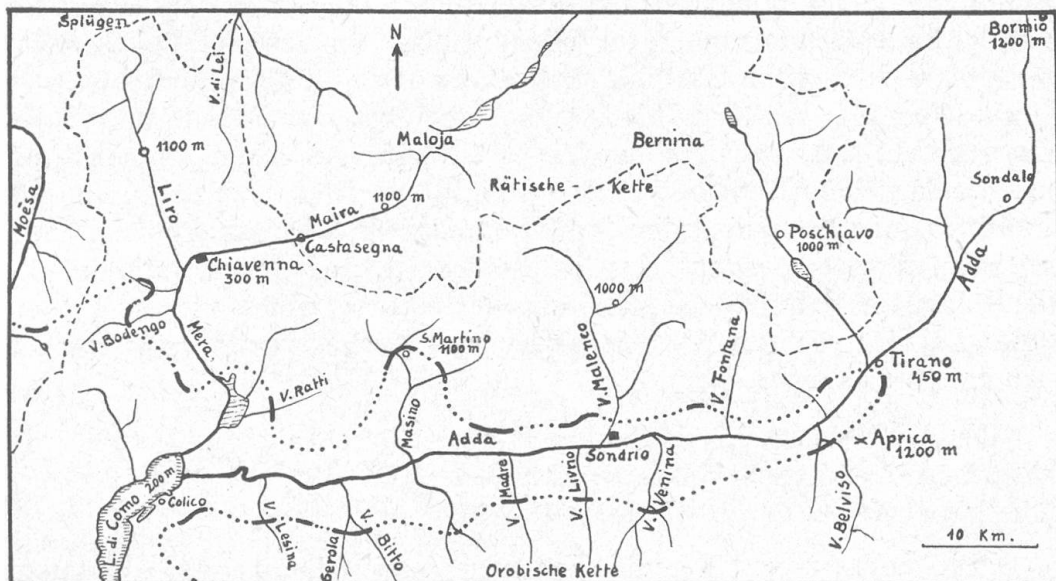 Splügen
Bormio
1200 m
V. di Lei
N
Maloja
Bernina
1100 m
Rätische Kette
Sondalo
Moesa
Liro
1100 m
Maira
Castasegna
Poschiavo
1000 m
Adda
Chiavenna
300 m
1000 m
V. Bodengo
Mera
S. Martino
1100 m
V. Malenco
V. Fontana
Tirano
450 m
V. Ratti
Masino
Adda
Sondrio
Aprica
1200 m
L. di Como
200 m
Colico
V. Lesina
Gerola
V. Bitto
V. Madre
V. Livno
V. Venina
V. Belviso
10 Km.
Orobische Kette